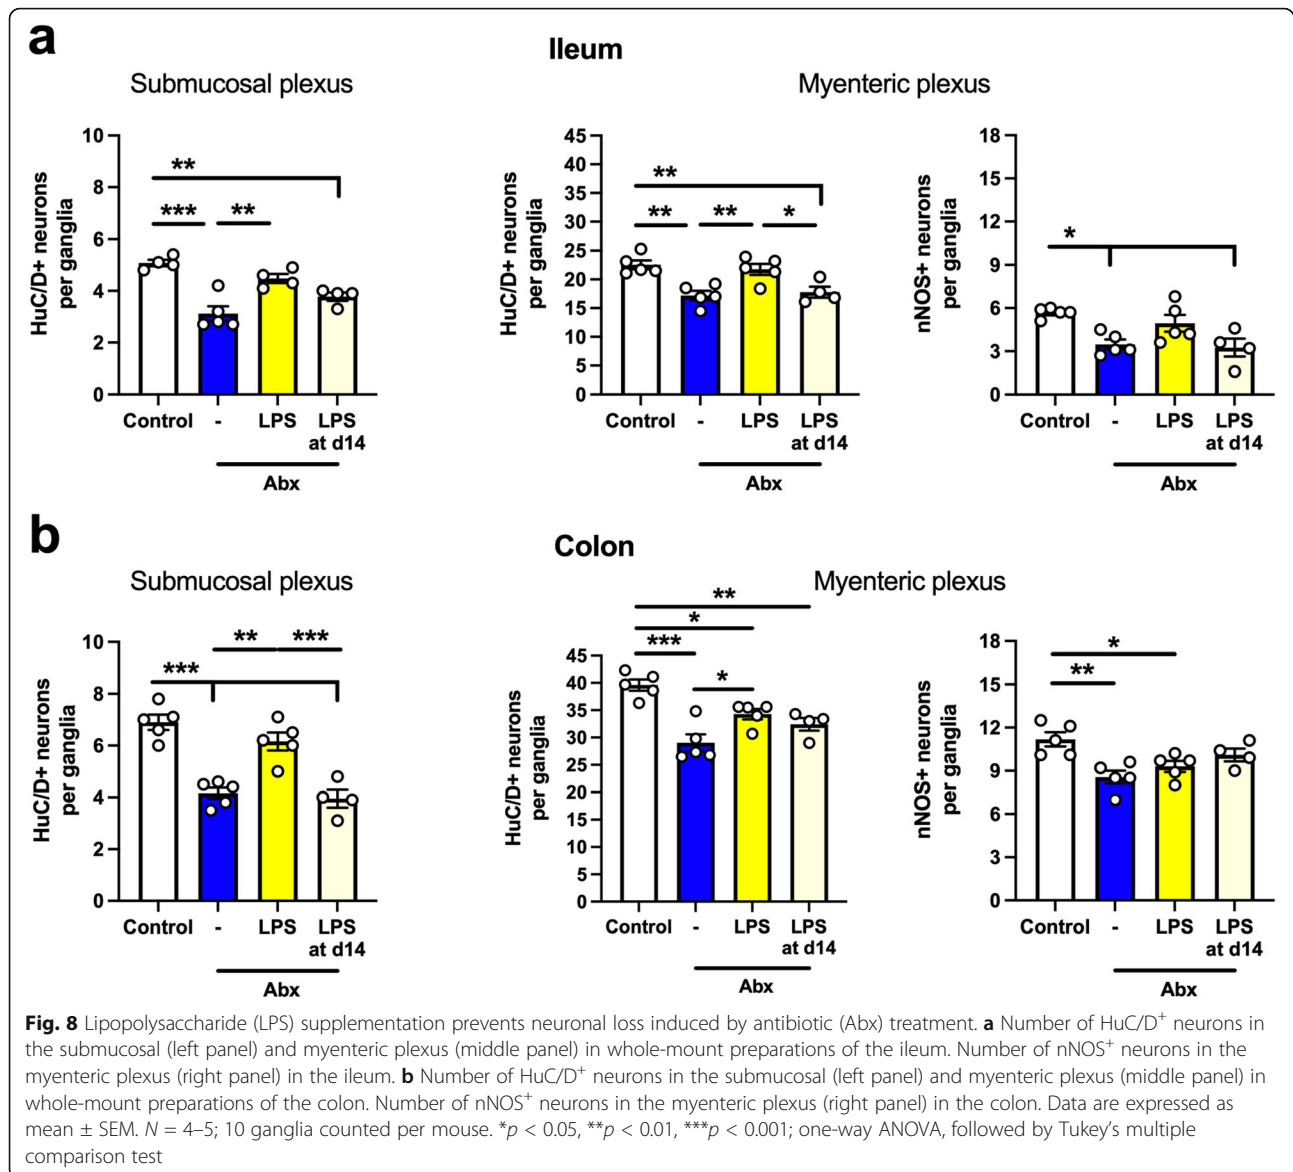 a
Ileum
Submucosal plexus
Myenteric plexus
HuC/D+ neurons
per ganglia
10
8
6
4
2
0
**
***
**
Control
-
LPS
LPS
at d14
Abx
HuC/D+ neurons
per ganglia
45
40
35
30
25
20
15
10
5
0
**
**
**
*
Control
-
LPS
LPS
at d14
Abx
nNOS+ neurons
per ganglia
18
15
12
9
6
3
0
*
Control
-
LPS
LPS
at d14
Abx
b
Colon
Submucosal plexus
Myenteric plexus
HuC/D+ neurons
per ganglia
10
8
6
4
2
0
**
***
***
Control
-
LPS
LPS
at d14
Abx
HuC/D+ neurons
per ganglia
45
40
35
30
25
20
15
10
5
0
**
*
***
*
Control
-
LPS
LPS
at d14
Abx
nNOS+ neurons
per ganglia
18
15
12
9
6
3
0
*
**
Control
-
LPS
LPS
at d14
Abx
Fig. 8 Lipopolysaccharide (LPS) supplementation prevents neuronal loss induced by antibiotic (Abx) treatment. a Number of HuC/D⁺ neurons in
the submucosal (left panel) and myenteric plexus (middle panel) in whole-mount preparations of the ileum. Number of nNOS⁺ neurons in the
myenteric plexus (right panel) in the ileum. b Number of HuC/D⁺ neurons in the submucosal (left panel) and myenteric plexus (middle panel) in
whole-mount preparations of the colon. Number of nNOS⁺ neurons in the myenteric plexus (right panel) in the colon. Data are expressed as
mean ± SEM. N = 4–5; 10 ganglia counted per mouse. *p < 0.05, **p < 0.01, ***p < 0.001; one-way ANOVA, followed by Tukey's multiple
comparison test